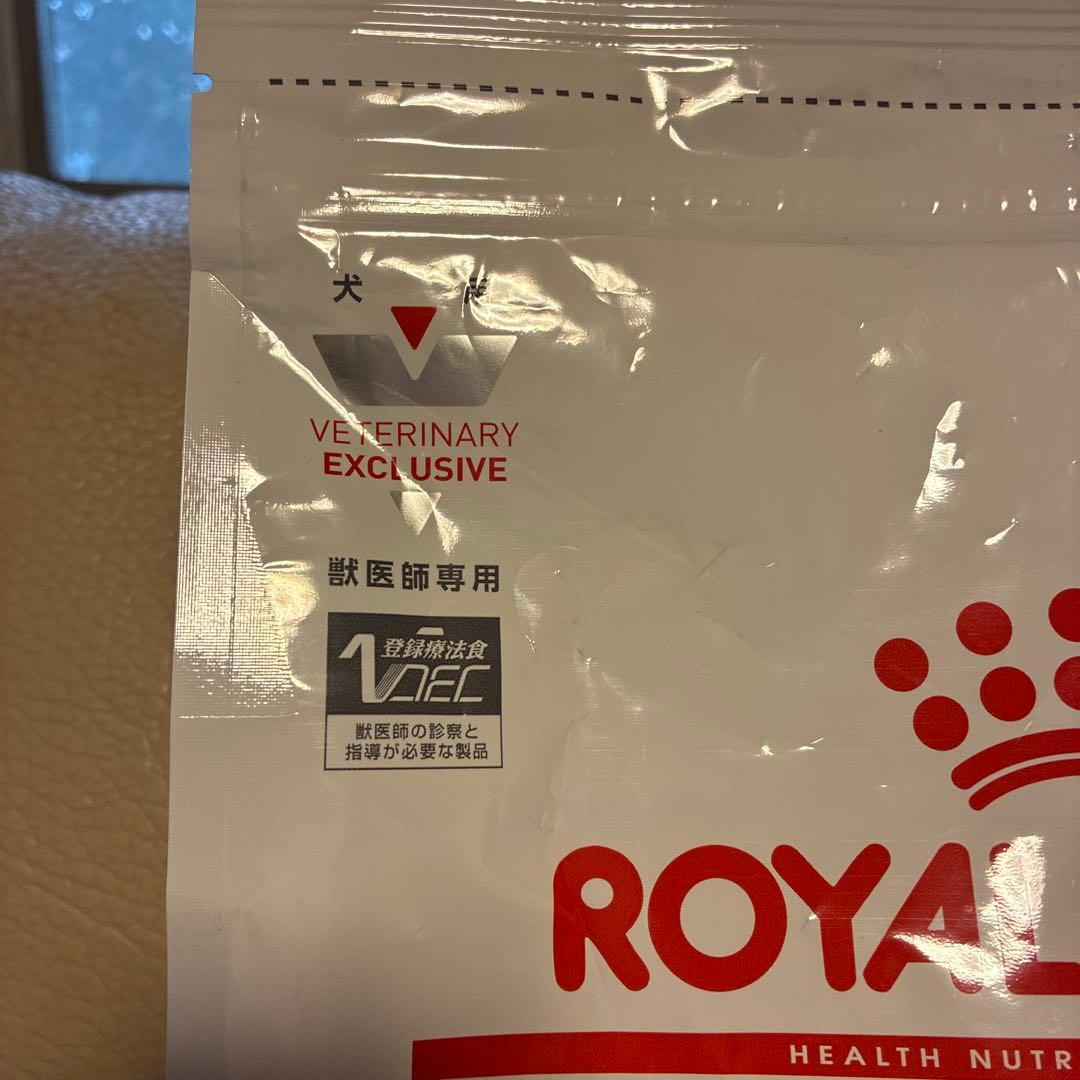 犬 用
VETERINARY
EXCLUSIVE
獣医師専用
登録療法食
VDEC
獣医師の診察と
指導が必要な製品
ROYAL
HEALTH NUTR